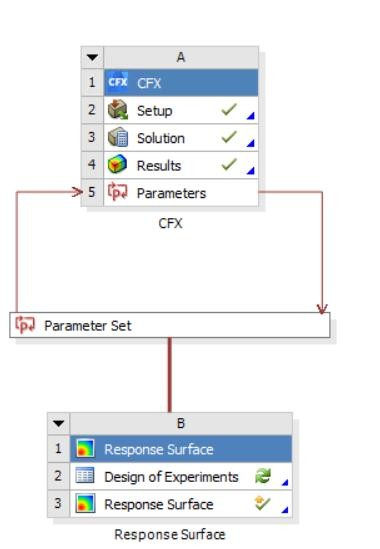 A
1 CFX CFX
2 Setup
3 Solution
4 Results
5 Parameters
CFX
Parameter Set
B
1 Response Surface
2 Design of Experiments
3 Response Surface
Response Surface